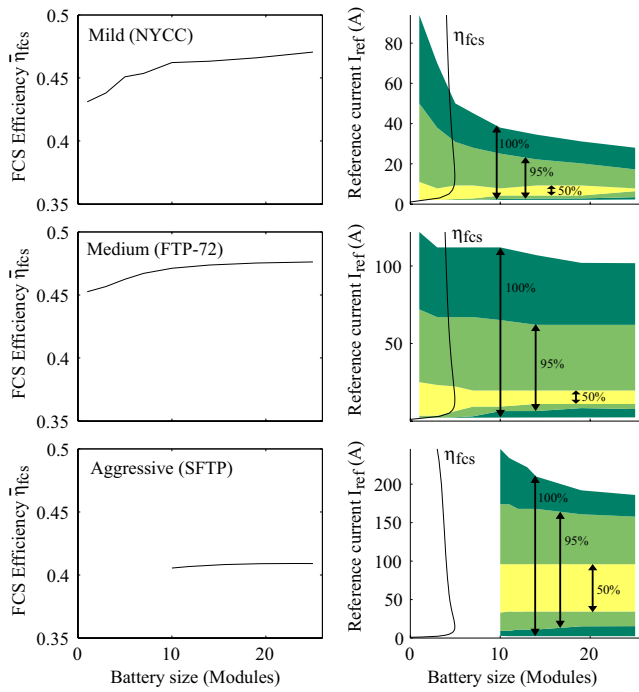 0.5
Mild (NYCC)
0.45
0.4
0.35
FCS Efficiency η̄fcs
80
60
40
20
0
Reference current Iref (A)
ηfcs
100%
95%
50%
0.5
Medium (FTP-72)
0.45
0.4
0.35
FCS Efficiency η̄fcs
100
50
Reference current Iref (A)
ηfcs
100%
95%
50%
0.5
Aggressive (SFTP)
0.45
0.4
0.35
FCS Efficiency η̄fcs
0 10 20
Battery size (Modules)
200
150
100
50
0
Reference current Iref (A)
ηfcs
100%
95%
50%
0 10 20
Battery size (Modules)